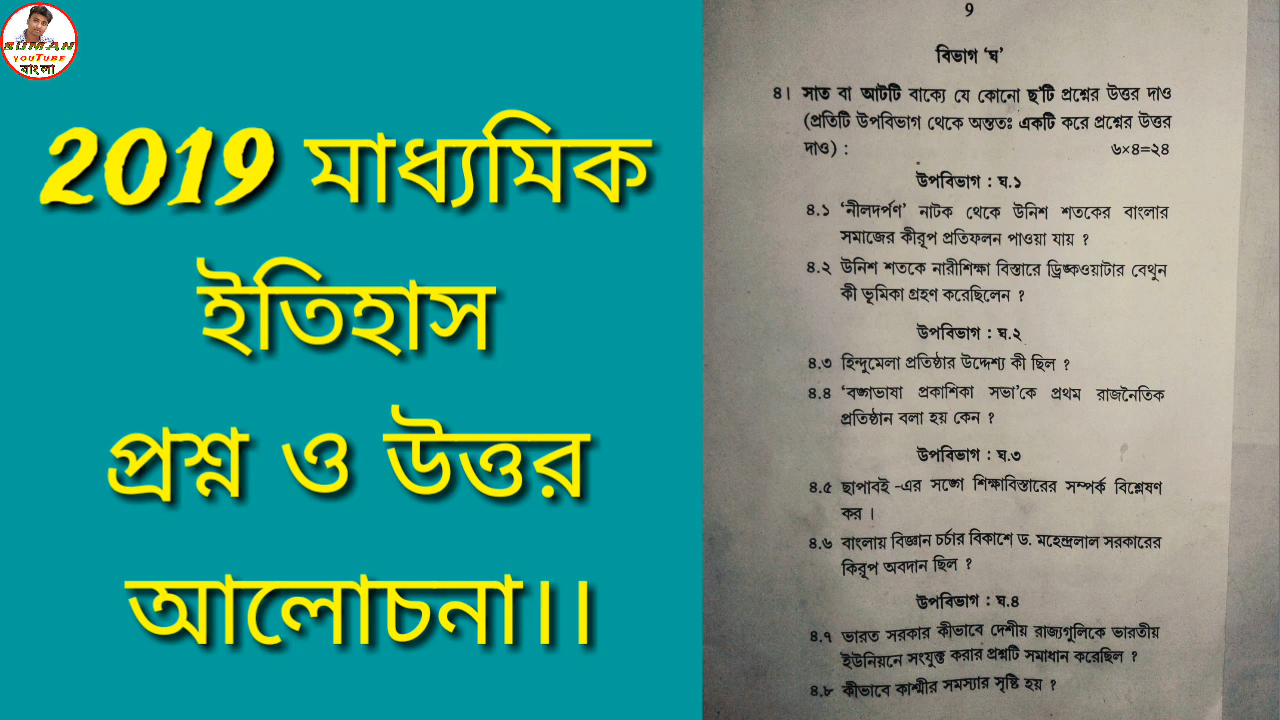 SUMAN
YOUTUBE
বাংলা
2019 মাধ্যমিক
ইতিহাস
প্রশ্ন ও উত্তর
আলোচনা।।
9
বিভাগ ‘ঘ’
৪। সাত বা আটটি বাক্যে যে কোনো ছ'টি প্রশ্নের উত্তর দাও
(প্রতিটি উপবিভাগ থেকে অন্ততঃ একটি করে প্রশ্নের উত্তর
দাও) : ৬×৪=২৪
উপবিভাগ : ঘ.১
৪.১ ‘নীলদর্পণ’ নাটক থেকে উনিশ শতকের বাংলার
সমাজের কীরূপ প্রতিফলন পাওয়া যায় ?
৪.২ উনিশ শতকে নারীশিক্ষা বিস্তারে ড্রিঙ্কওয়াটার বেথুন
কী ভূমিকা গ্রহণ করেছিলেন ?
উপবিভাগ : ঘ.২
৪.৩ হিন্দুমেলা প্রতিষ্ঠার উদ্দেশ্য কী ছিল ?
৪.৪ ‘বঙ্গভাষা প্রকাশিকা সভা’কে প্রথম রাজনৈতিক
প্রতিষ্ঠান বলা হয় কেন ?
উপবিভাগ : ঘ.৩
৪.৫ ছাপাবই -এর সঙ্গে শিক্ষাবিস্তারের সম্পর্ক বিশ্লেষণ
কর ।
৪.৬ বাংলায় বিজ্ঞান চর্চার বিকাশে ড. মহেন্দ্রলাল সরকারের
কিরূপ অবদান ছিল ?
উপবিভাগ : ঘ.৪
৪.৭ ভারত সরকার কীভাবে দেশীয় রাজ্যগুলিকে ভারতীয়
ইউনিয়নে সংযুক্ত করার প্রশ্নটি সমাধান করেছিল ?
৪.৮ কীভাবে কাশ্মীর সমস্যার সৃষ্টি হয় ?